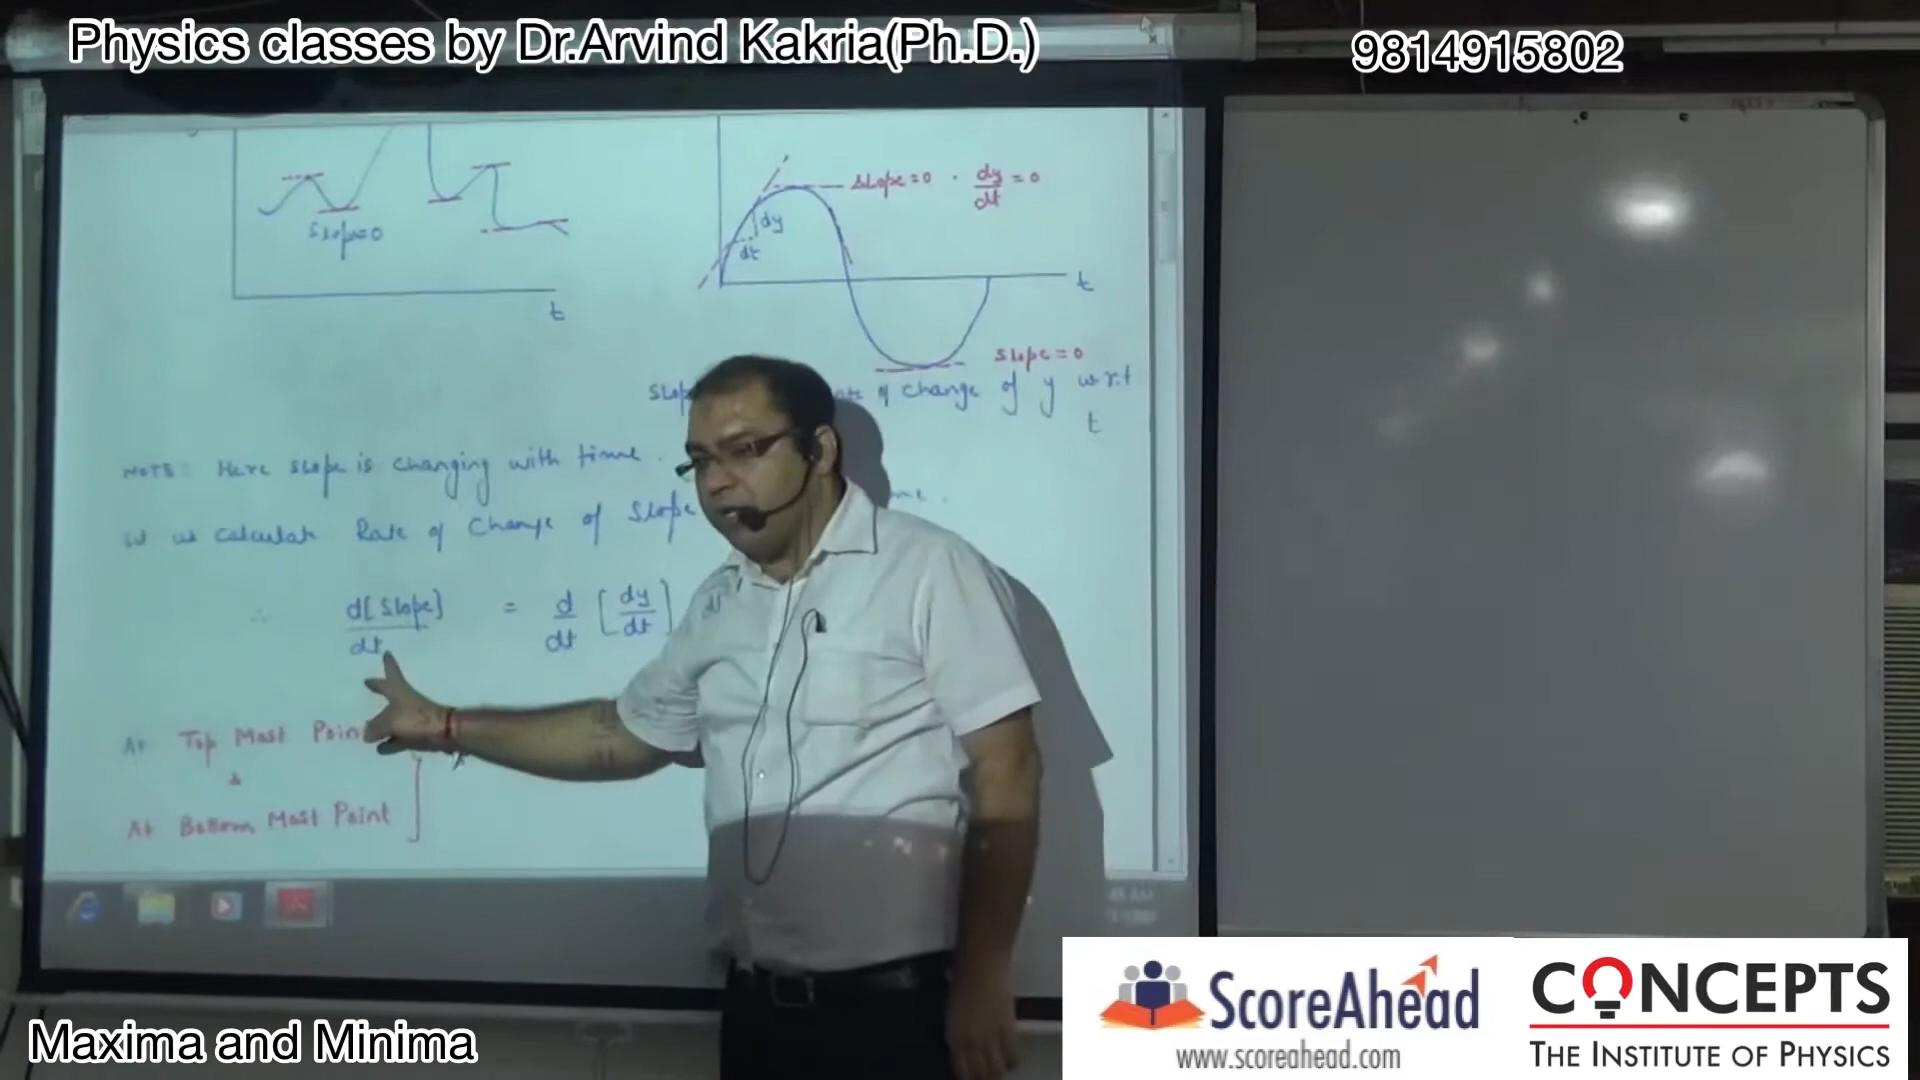 Physics classes by Dr.Arvind Kakria(Ph.D.)
9814915802
Slope=0
t
Slope=0 . dy/dt = 0
dy
dt
t
Slope=0
Slope of Change of y w.r.t
t
NOTE: Here Slope is Changing with time.
let us Calculate Rate of Change of Slope
∴ d[Slope]/dt = d/dt [dy/dt]
At Top Most Point
&
At Bottom Most Point
Maxima and Minima
ScoreAhead
www.scoreahead.com
CONCEPTS
THE INSTITUTE OF PHYSICS